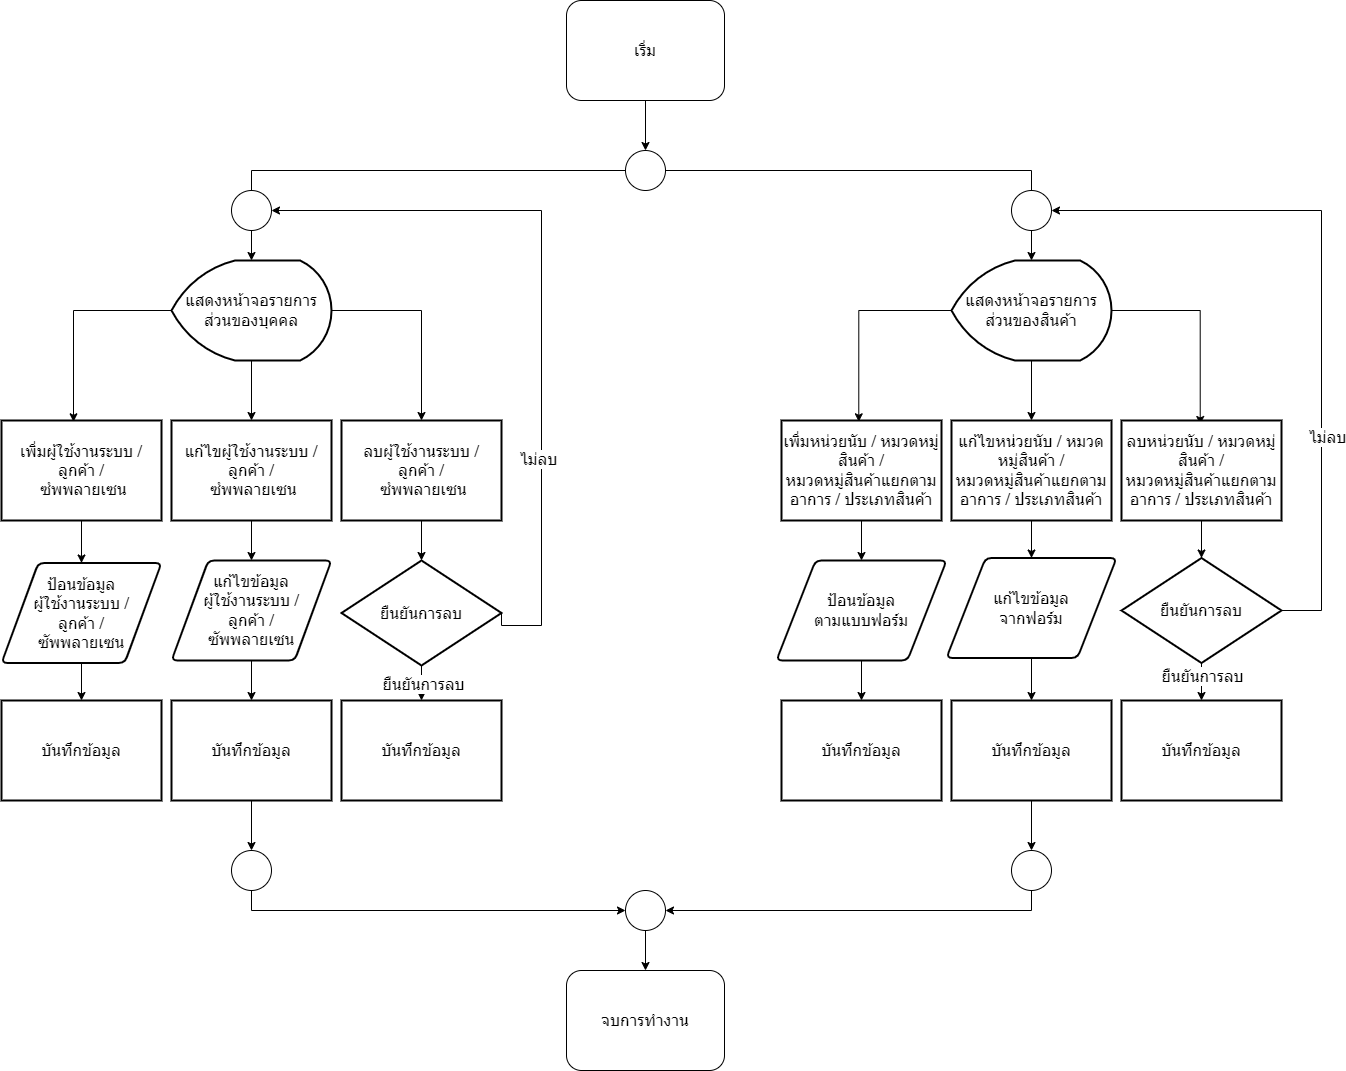 เริ่ม
แสดงหน้าจอรายการ
ส่วนของบุคคล
แสดงหน้าจอรายการ
ส่วนของสินค้า
เพิ่มผู้ใช้งานระบบ /
ลูกค้า /
ซํพพลายเซน
แก้ไขผู้ใช้งานระบบ /
ลูกค้า /
ซํพพลายเซน
ลบผู้ใช้งานระบบ /
ลูกค้า /
ซํพพลายเซน
ไม่ลบ
เพิ่มหน่วยนับ / หมวดหมู่
สินค้า /
หมวดหมู่สินค้าแยกตาม
อาการ / ประเภทสินค้า
แก้ไขหน่วยนับ / หมวด
หมู่สินค้า /
หมวดหมู่สินค้าแยกตาม
อาการ / ประเภทสินค้า
ลบหน่วยนับ / หมวดหมู่
สินค้า /
หมวดหมู่สินค้าแยกตาม
อาการ / ประเภทสินค้า
ไม่ลบ
ป้อนข้อมูล
ผู้ใช้งานระบบ /
ลูกค้า /
ซัพพลายเซน
แก้ไขข้อมูล
ผู้ใช้งานระบบ /
ลูกค้า /
ซัพพลายเซน
ยืนยันการลบ
ป้อนข้อมูล
ตามแบบฟอร์ม
แก้ไขข้อมูล
จากฟอร์ม
ยืนยันการลบ
ยืนยันการลบ
ยืนยันการลบ
บันทึกข้อมูล
บันทึกข้อมูล
บันทึกข้อมูล
บันทึกข้อมูล
บันทึกข้อมูล
บันทึกข้อมูล
จบการทำงาน